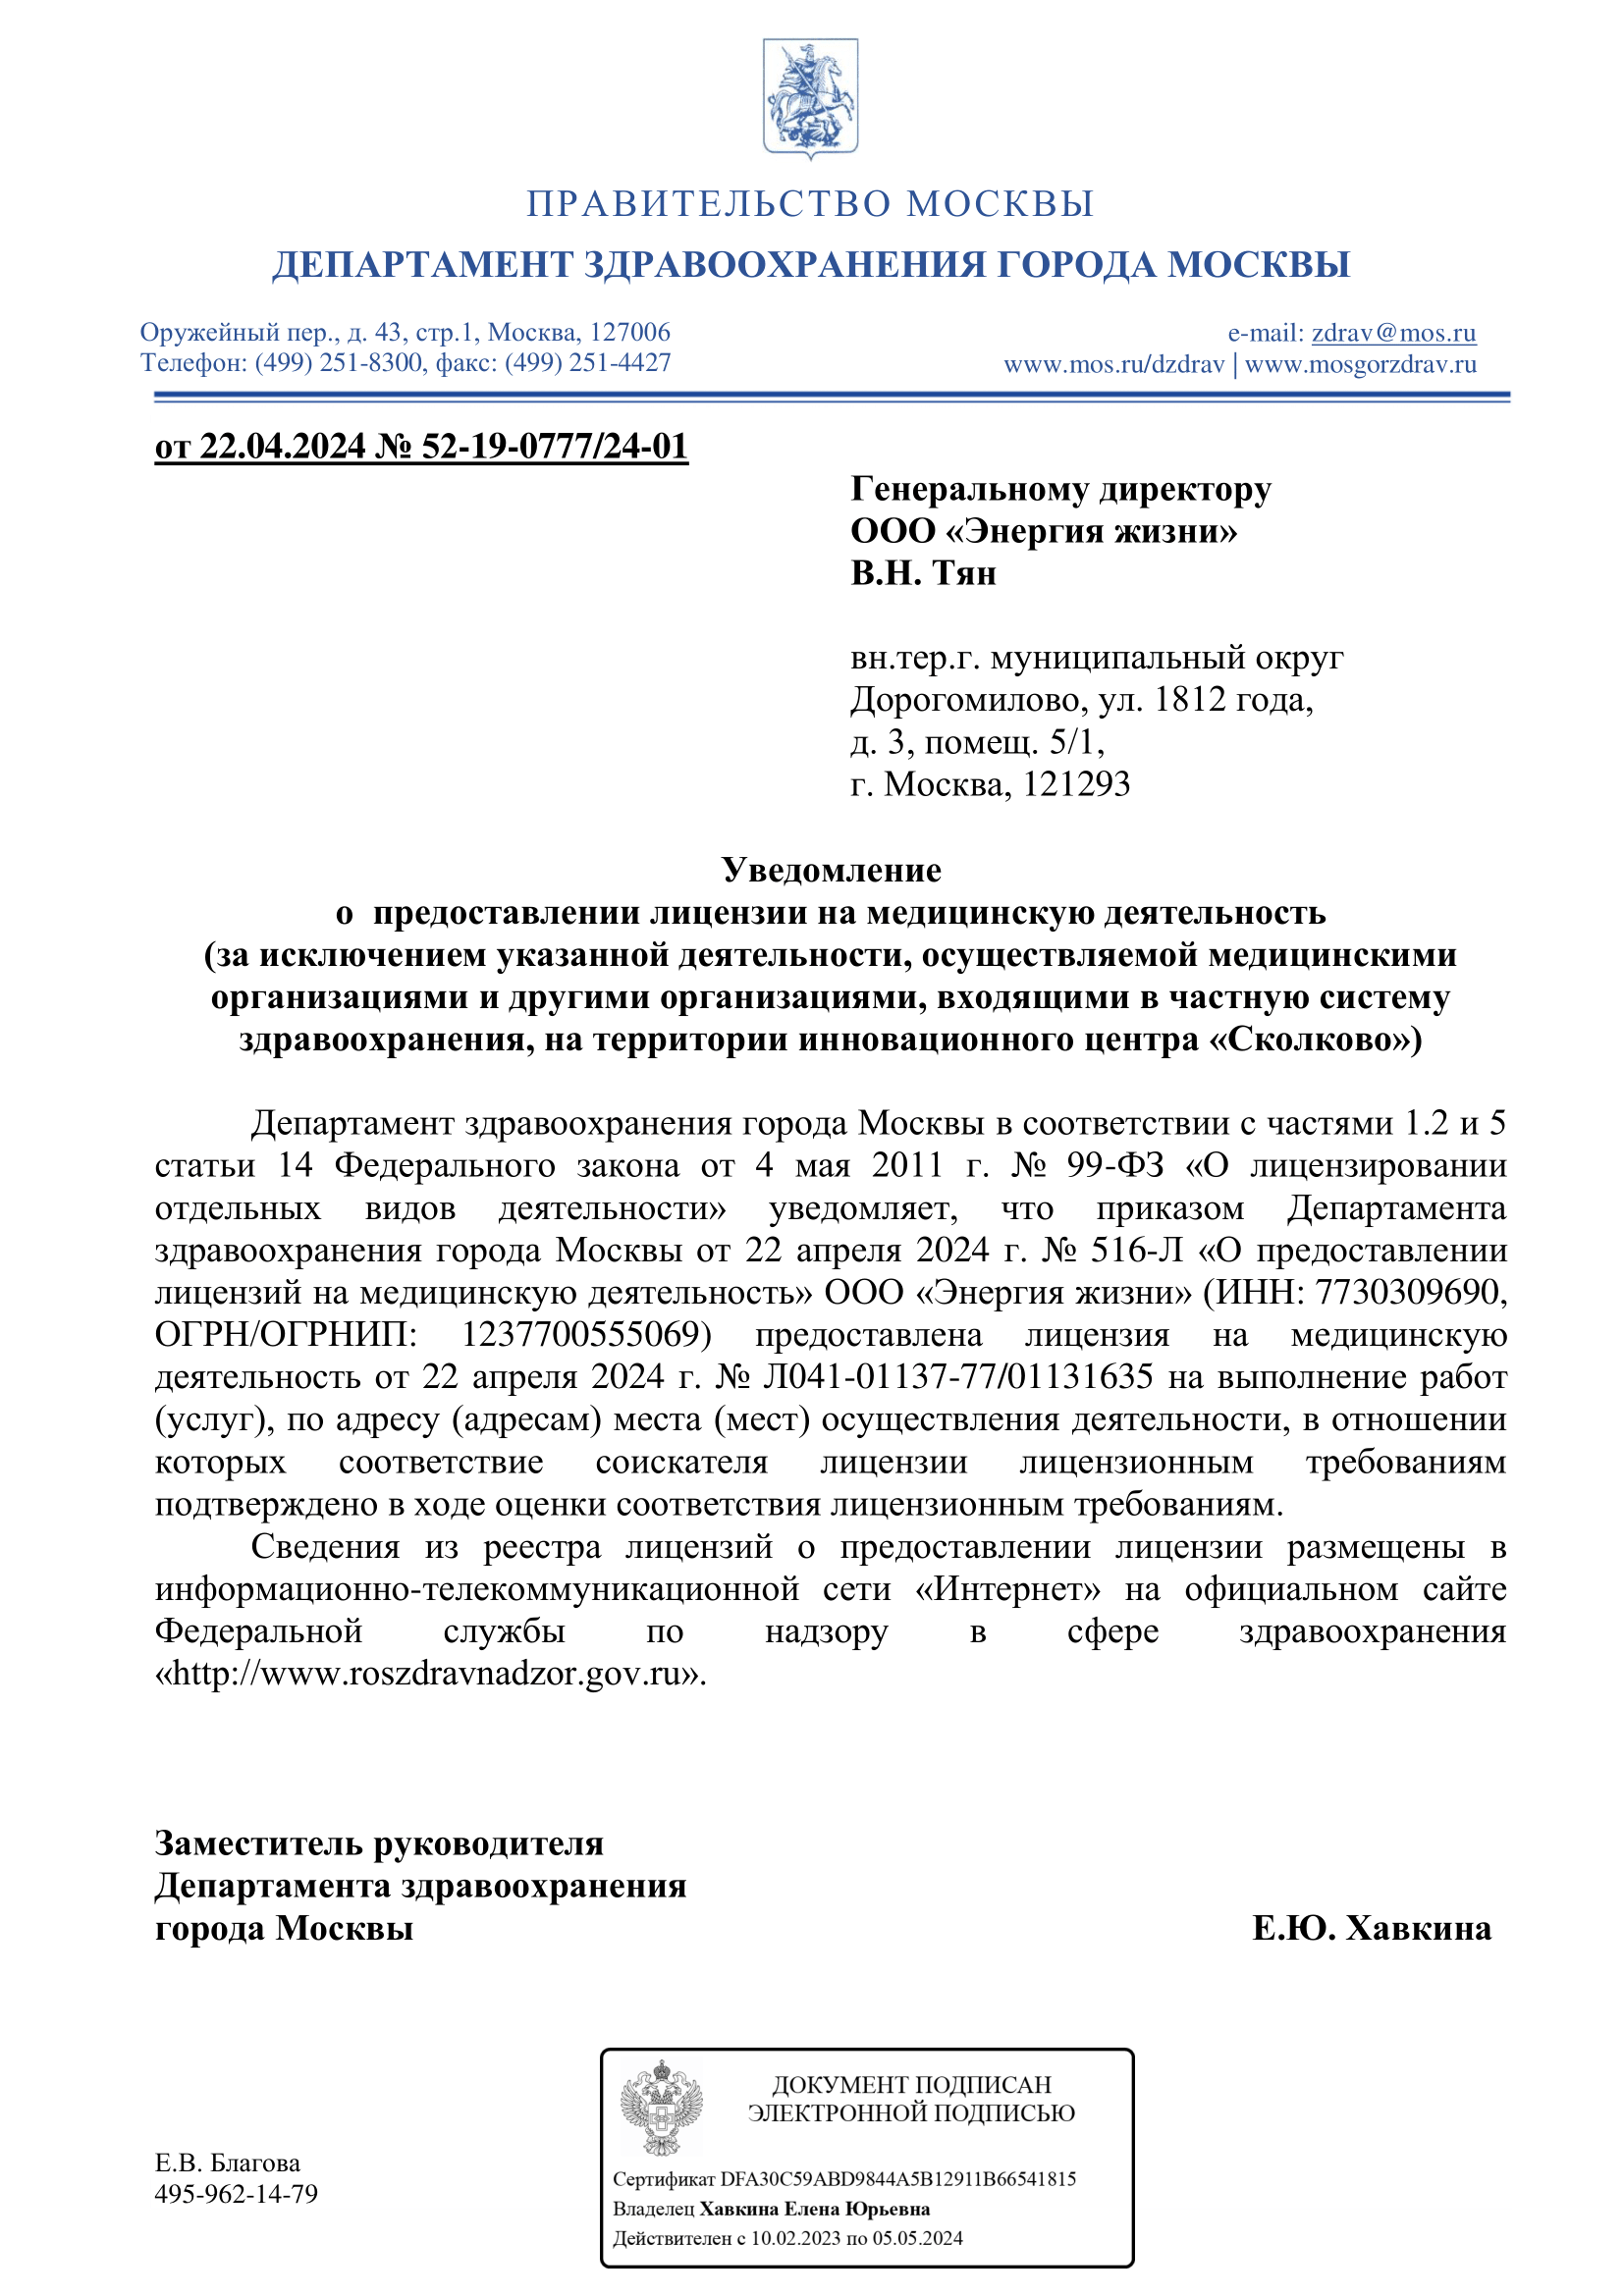 ПРАВИТЕЛЬСТВО МОСКВЫ
ДЕПАРТАМЕНТ ЗДРАВООХРАНЕНИЯ ГОРОДА МОСКВЫ
Оружейный пер., д. 43, стр.1, Москва, 127006
Телефон: (499) 251-8300, факс: (499) 251-4427
e-mail: zdrav@mos.ru
www.mos.ru/dzdrav | www.mosgorzdrav.ru
от 22.04.2024 № 52-19-0777/24-01
Генеральному директору
ООО «Энергия жизни»
В.Н. Тян
вн.тер.г. муниципальный округ
Дорогомилово, ул. 1812 года,
д. 3, помещ. 5/1,
г. Москва, 121293
Уведомление
о предоставлении лицензии на медицинскую деятельность
(за исключением указанной деятельности, осуществляемой медицинскими
организациями и другими организациями, входящими в частную систему
здравоохранения, на территории инновационного центра «Сколково»)
Департамент здравоохранения города Москвы в соответствии с частями 1.2 и 5
статьи 14 Федерального закона от 4 мая 2011 г. № 99-ФЗ «О лицензировании
отдельных видов деятельности» уведомляет, что приказом Департамента
здравоохранения города Москвы от 22 апреля 2024 г. № 516-Л «О предоставлении
лицензий на медицинскую деятельность» ООО «Энергия жизни» (ИНН: 7730309690,
ОГРН/ОГРНИП: 1237700555069) предоставлена лицензия на медицинскую
деятельность от 22 апреля 2024 г. № Л041-01137-77/01131635 на выполнение работ
(услуг), по адресу (адресам) места (мест) осуществления деятельности, в отношении
которых соответствие соискателя лицензии лицензионным требованиям
подтверждено в ходе оценки соответствия лицензионным требованиям.
Сведения из реестра лицензий о предоставлении лицензии размещены в
информационно-телекоммуникационной сети «Интернет» на официальном сайте
Федеральной службы по надзору в сфере здравоохранения
«http://www.roszdravnadzor.gov.ru».
Заместитель руководителя
Департамента здравоохранения
города Москвы
Е.Ю. Хавкина
ДОКУМЕНТ ПОДПИСАН
ЭЛЕКТРОННОЙ ПОДПИСЬЮ
Сертификат DFA30C59ABD9844A5B12911B66541815
Владелец Хавкина Елена Юрьевна
Действителен с 10.02.2023 по 05.05.2024
Е.В. Благова
495-962-14-79